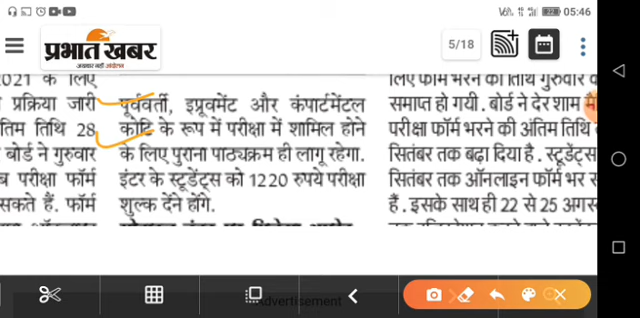 05:46
प्रभात खबर
अखबार नहीं आंदोलन
5/18
2021 के लिए
प्रक्रिया जारी
तिम तिथि 28
बोर्ड ने गुरुवार
परीक्षा फॉर्म
सकते हैं. फॉर्म
पूर्ववर्ती, इप्रूवमेंट और कंपार्टमेंटल
कोटि के रूप में परीक्षा में शामिल होने
के लिए पुराना पाठ्यक्रम ही लागू रहेगा.
इंटर के स्टूडेंट्स को 1220 रुपये परीक्षा
शुल्क देने होंगे.
लिए फॉर्म भरने की तिथि गुरुवार
समाप्त हो गयी. बोर्ड ने देर शाम
परीक्षा फॉर्म भरने की अंतिम तिथि
सितंबर तक बढ़ा दिया है. स्टूडेंट्स
सितंबर तक ऑनलाइन फॉर्म भर
हैं. इसके साथ ही 22 से 25 अगस
Advertisement